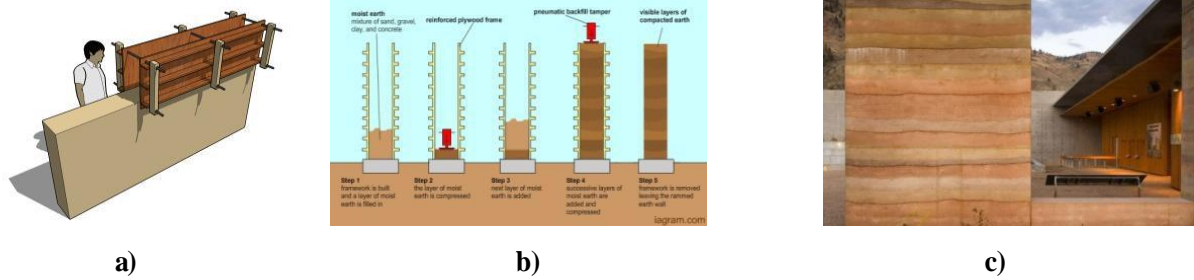 moist earth
mixture of sand, gravel,
clay, and concrete
reinforced plywood frame
pneumatic backfill tamper
visible layers of
compacted earth
Step 1
framework is built
and a layer of moist
earth is filled in
Step 2
the layer of moist
earth is compressed
Step 3
next layer of moist
earth is added
Step 4
successive layers of
moist earth are
added and
compressed
Step 5
framework is removed
leaving the rammed
earth wall
iagram.com
a)
b)
c)